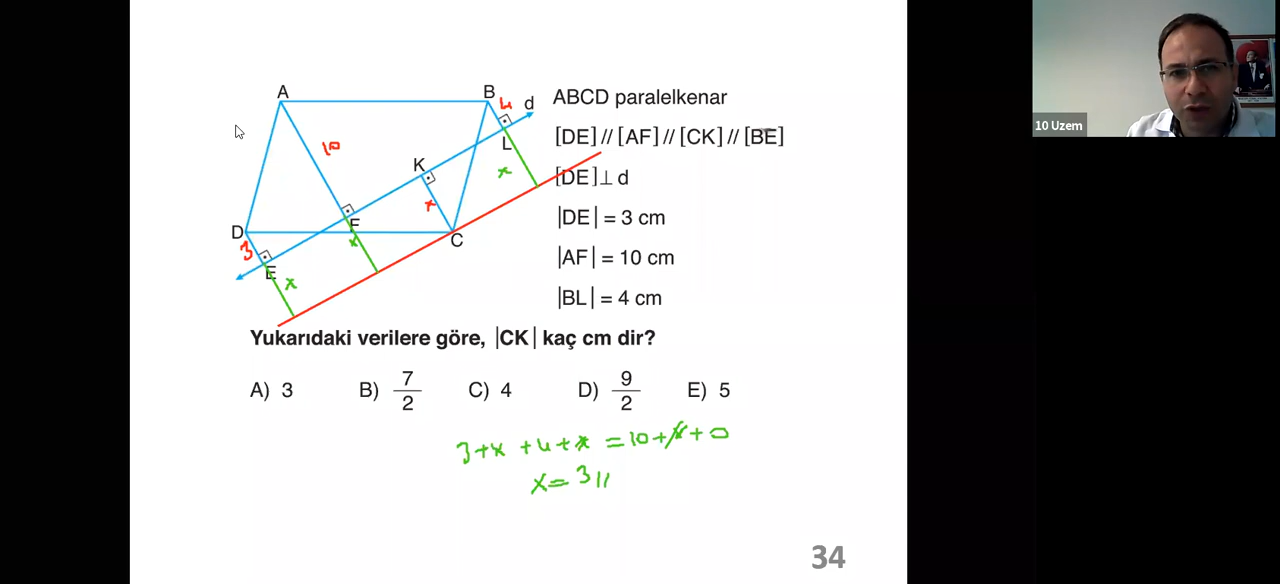 A
B
4
d
ABCD paralelkenar
10
[DE] // [AF] // [CK] // [BE]
L
K
x
[DE]⊥ d
x
F
|DE| = 3 cm
D
C
3
x
|AF| = 10 cm
E
x
|BL| = 4 cm
Yukarıdaki verilere göre, |CK| kaç cm dir?
A) 3 B) 7/2 C) 4 D) 9/2 E) 5
3+x +4+x = 10+x+0
x=3//
34
10 Uzem